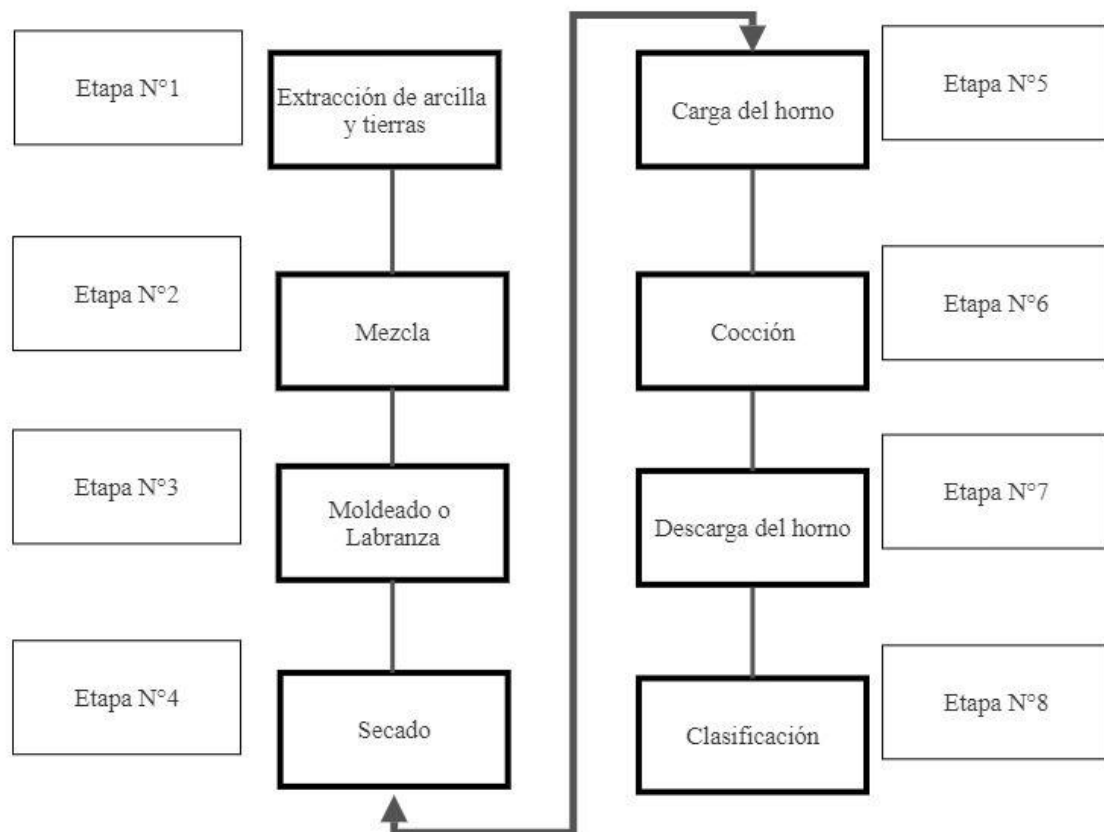 Etapa N°1
Extracción de arcilla
y tierras
Etapa N°2
Mezcla
Etapa N°3
Moldeado o
Labranza
Etapa N°4
Secado
Carga del horno
Etapa N°5
Cocción
Etapa N°6
Descarga del horno
Etapa N°7
Clasificación
Etapa N°8